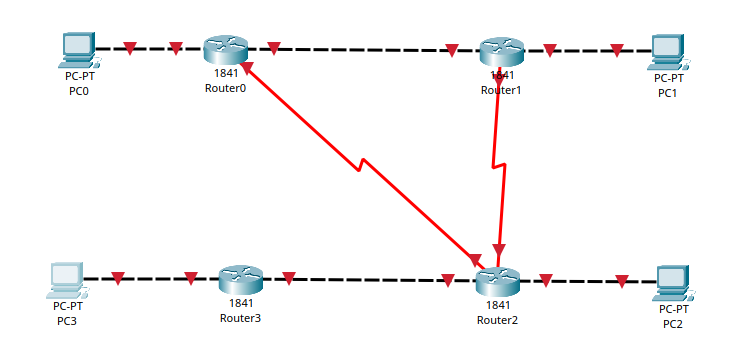 PC-PT
PC0
1841
Router0
1841
Router1
PC-PT
PC1
PC-PT
PC3
1841
Router3
1841
Router2
PC-PT
PC2